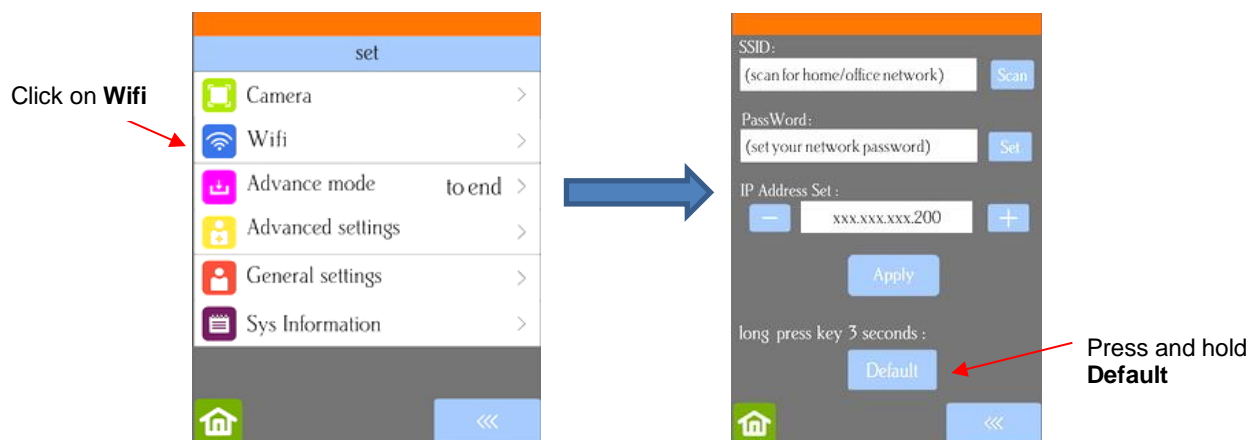 Click on Wifi
set
Camera
Wifi
Advance mode to end
Advanced settings
General settings
Sys Information
SSID:
(scan for home/office network) Scan
PassWord:
(set your network password) Set
IP Address Set :
xxx.xxx.xxx.200
Apply
long press key 3 seconds :
Default
Press and hold
Default